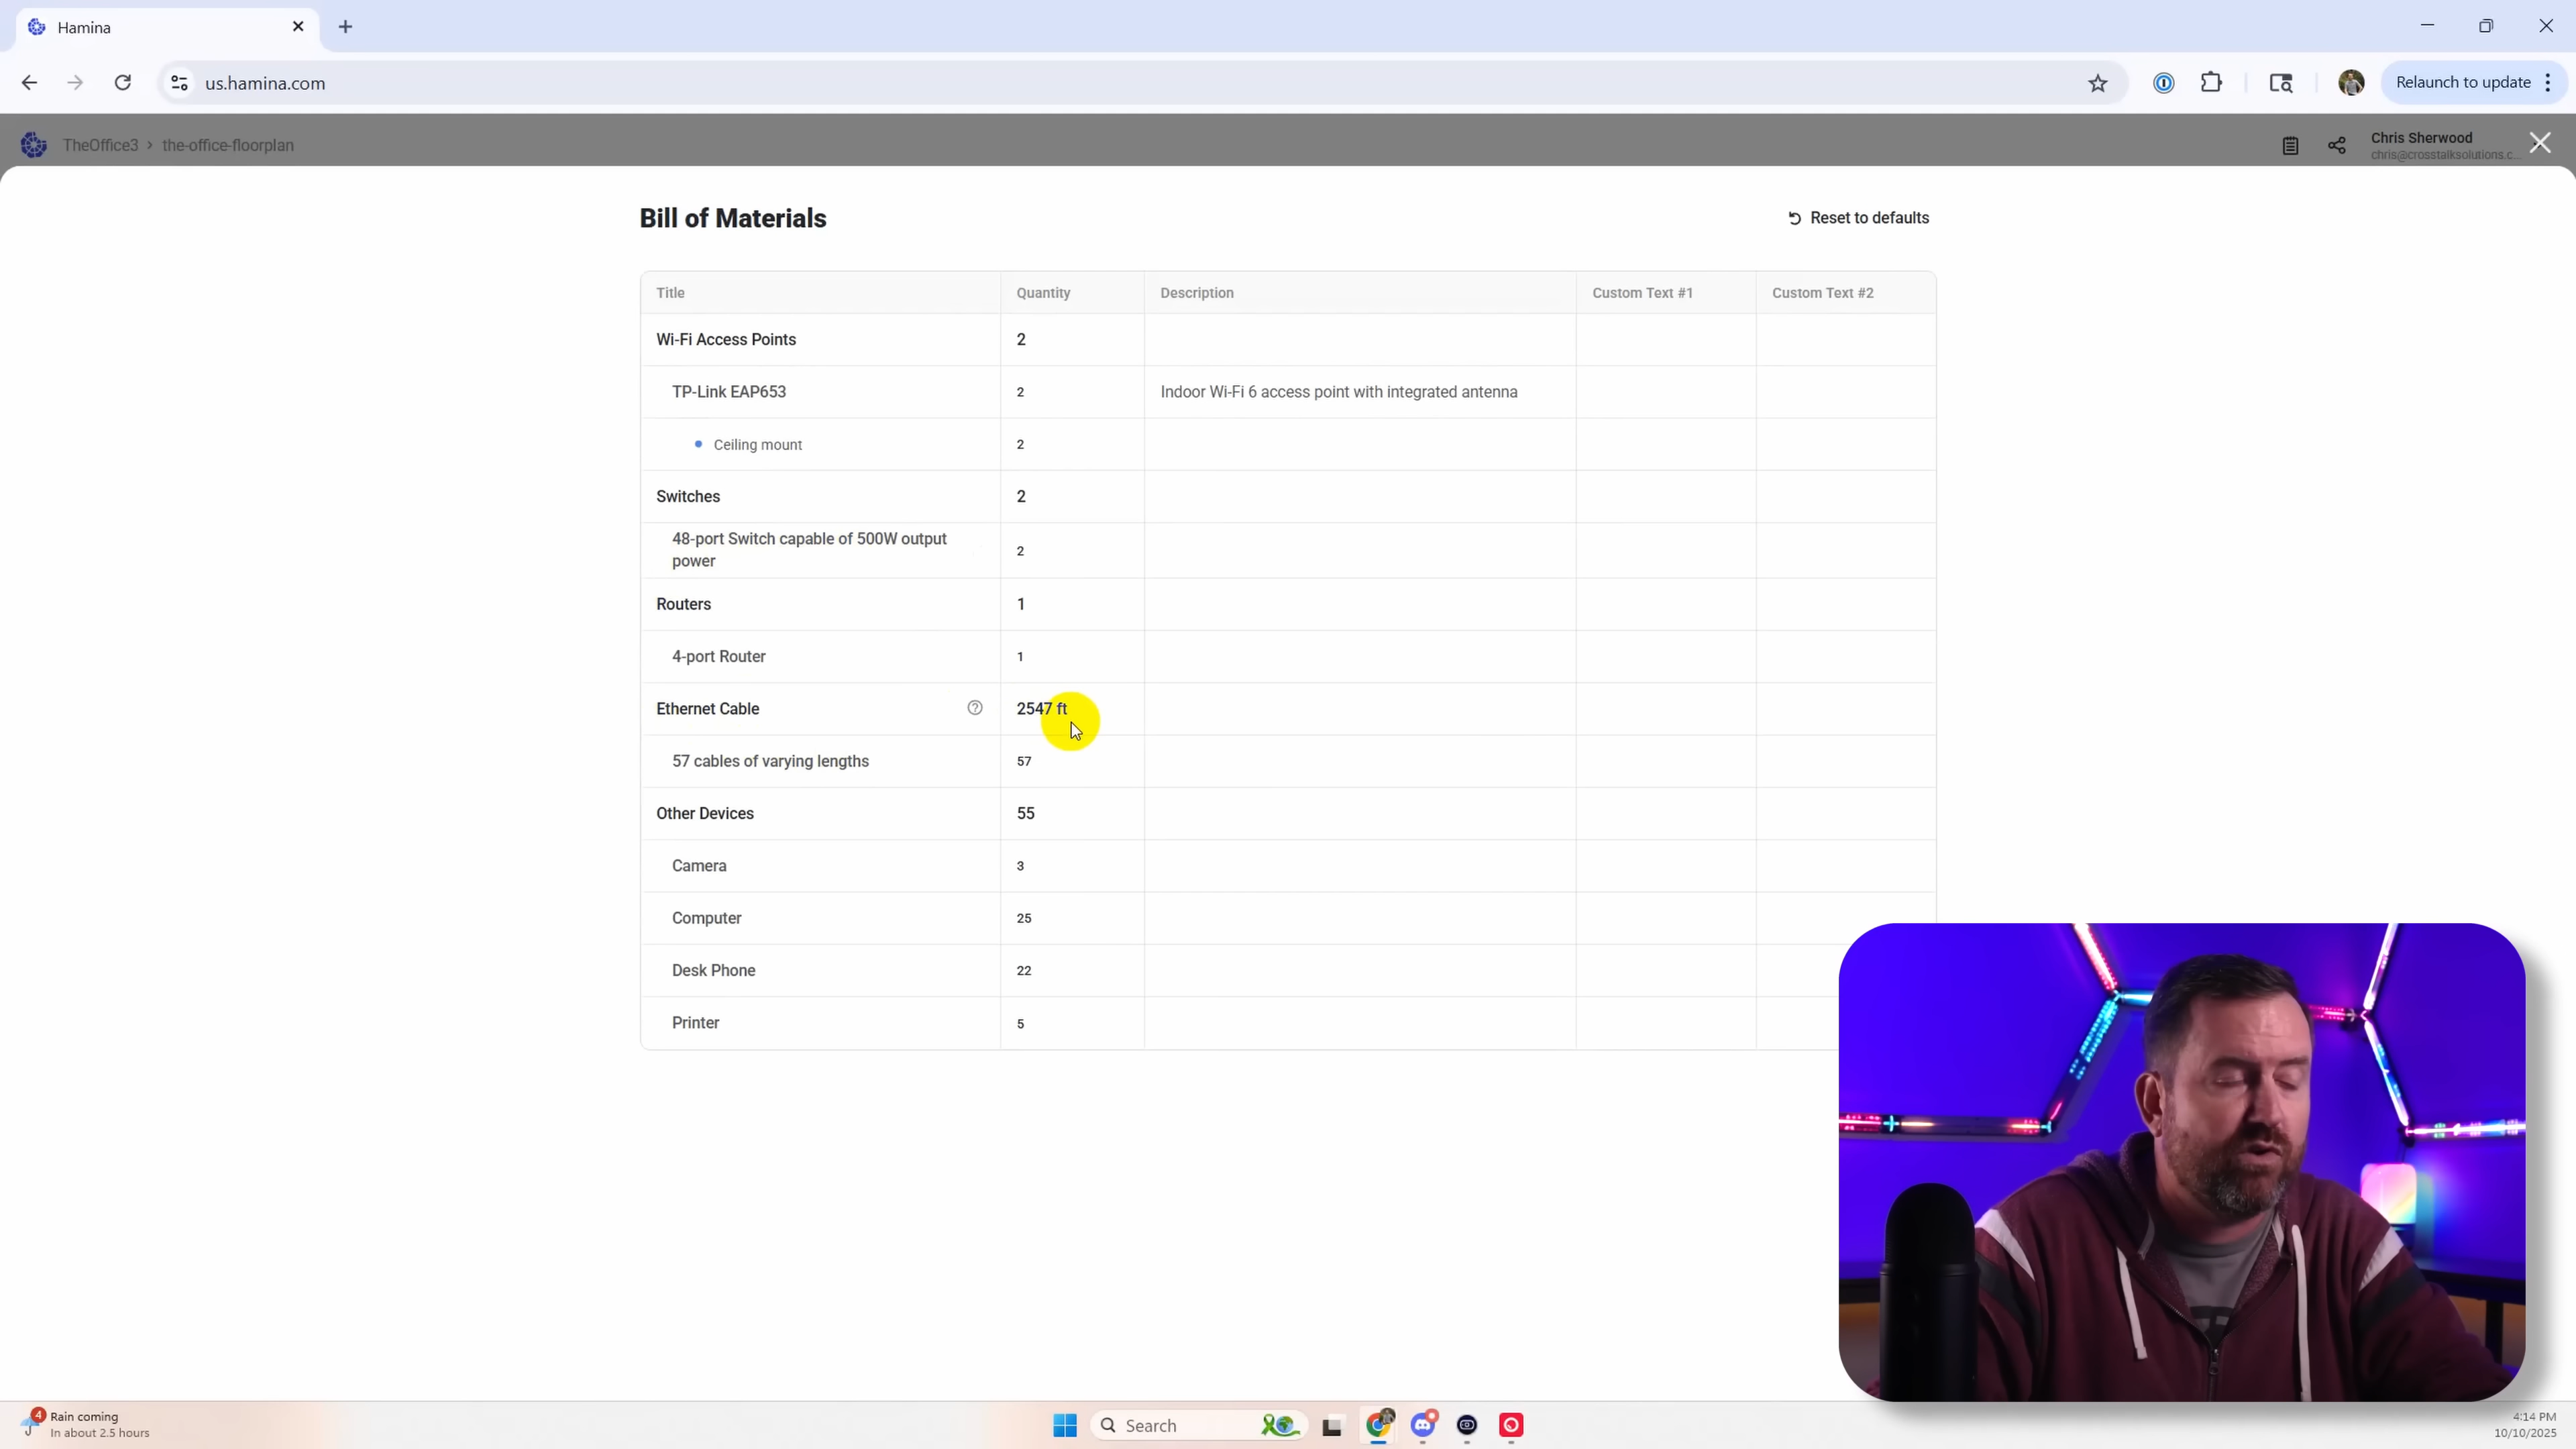 Hamina
us.hamina.com
Relaunch to update
TheOffice3 › the-office-floorplan
Chris Sherwood
chris@crosstalksolutions.c...
Bill of Materials
Reset to defaults
Title Quantity Description Custom Text #1 Custom Text #2
Wi-Fi Access Points 2
TP-Link EAP653 2 Indoor Wi-Fi 6 access point with integrated antenna
Ceiling mount 2
Switches 2
48-port Switch capable of 500W output
power 2
Routers 1
4-port Router 1
Ethernet Cable 2547 ft
57 cables of varying lengths 57
Other Devices 55
Camera 3
Computer 25
Desk Phone 22
Printer 5
4
Rain coming
In about 2.5 hours
Search
4:14 PM
10/10/2025